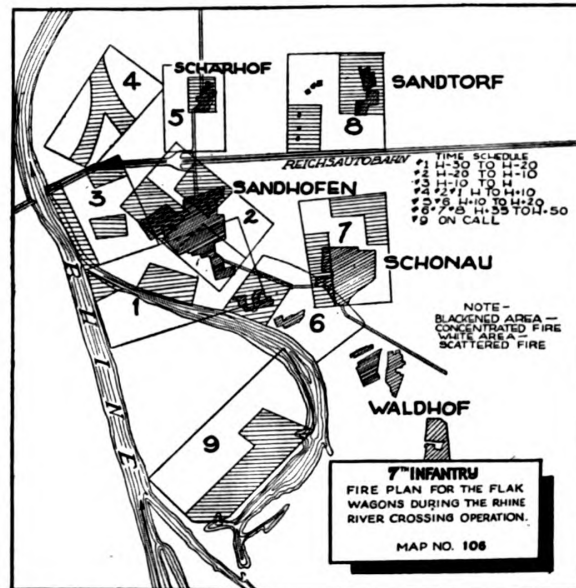 SCHARHOF
4
5
SANDTORF
8
REICHSAUTOBAHN
TIME SCHEDULE
#1 H-30 TO H-20
#2 H-20 TO H-10
#3 H-10 TO H
#4 & #1 H TO H+10
#5 #6 H+10 TO H+20
#6 #7 #8 H+35 TO H+50
#9 ON CALL
SANDHOFEN
3
2
7
SCHONAU
1
6
NOTE-
BLACKENED AREA-
CONCENTRATED FIRE
WHITE AREA-
SCATTERED FIRE
RHINE
WALDHOF
9
7TH INFANTRY
FIRE PLAN FOR THE FLAK
WAGONS DURING THE RHINE
RIVER CROSSING OPERATION.
MAP NO. 106